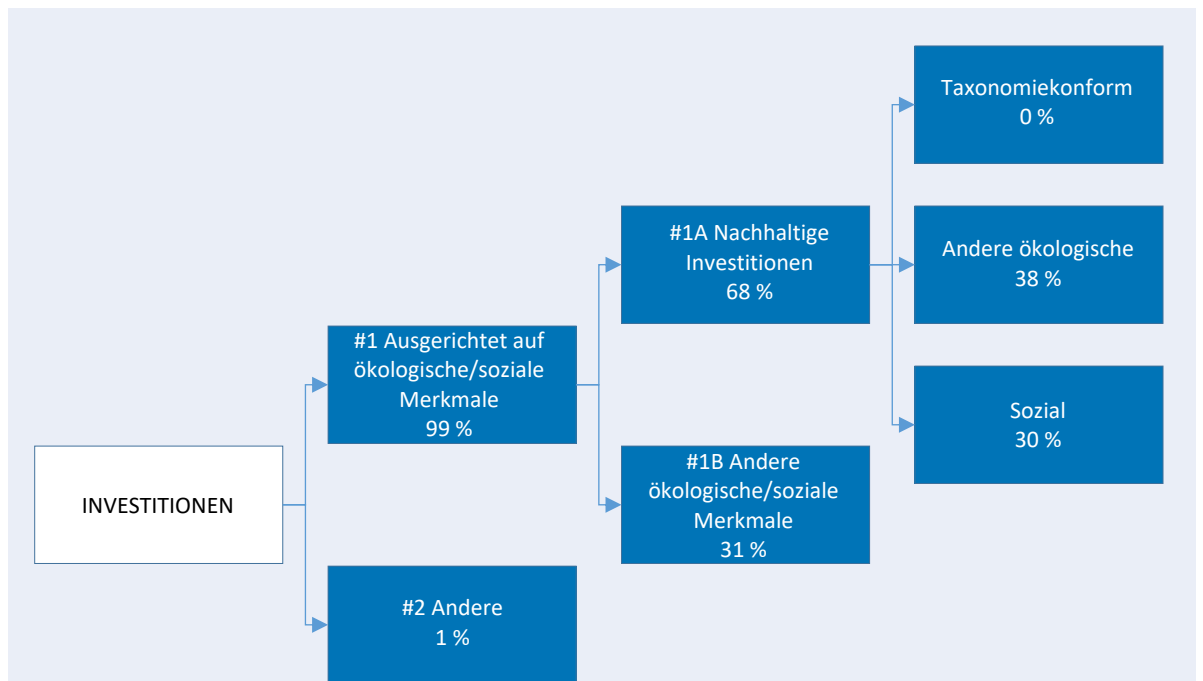 Taxonomiekonform
0 %
#1A Nachhaltige
Investitionen
68 %
Andere ökologische
38 %
#1 Ausgerichtet auf
ökologische/soziale
Merkmale
99 %
Sozial
30 %
INVESTITIONEN
#1B Andere
ökologische/soziale
Merkmale
31 %
#2 Andere
1 %